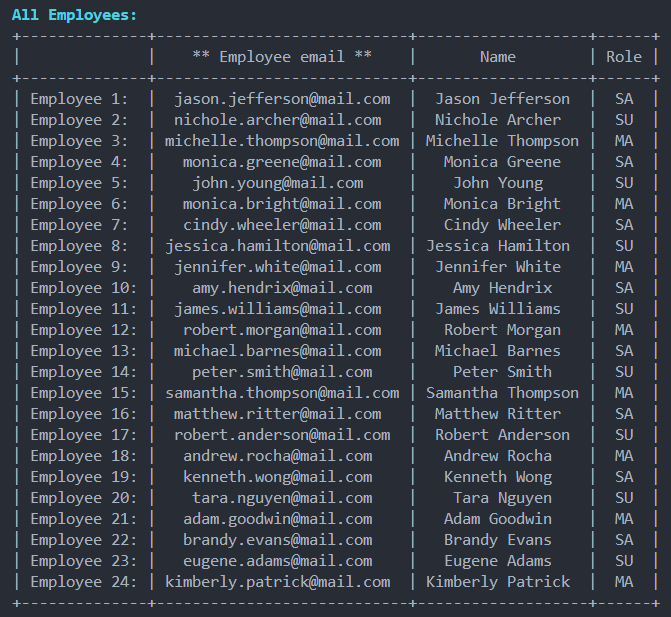 All Employees:
+--------------+----------------------------+-------------------+------+
|              |    ** Employee email **    |       Name        | Role |
+--------------+----------------------------+-------------------+------+
| Employee 1:  |  jason.jefferson@mail.com  |  Jason Jefferson  |  SA  |
| Employee 2:  |  nichole.archer@mail.com   |  Nichole Archer   |  SU  |
| Employee 3:  | michelle.thompson@mail.com | Michelle Thompson |  MA  |
| Employee 4:  |   monica.greene@mail.com   |   Monica Greene   |  SA  |
| Employee 5:  |    john.young@mail.com     |    John Young     |  SU  |
| Employee 6:  |   monica.bright@mail.com   |   Monica Bright   |  MA  |
| Employee 7:  |   cindy.wheeler@mail.com   |   Cindy Wheeler   |  SA  |
| Employee 8:  | jessica.hamilton@mail.com  | Jessica Hamilton  |  SU  |
| Employee 9:  |  jennifer.white@mail.com   |  Jennifer White   |  MA  |
| Employee 10: |    amy.hendrix@mail.com    |    Amy Hendrix    |  SA  |
| Employee 11: |  james.williams@mail.com   |  James Williams   |  SU  |
| Employee 12: |   robert.morgan@mail.com   |   Robert Morgan   |  MA  |
| Employee 13: |  michael.barnes@mail.com   |  Michael Barnes   |  SA  |
| Employee 14: |    peter.smith@mail.com    |    Peter Smith    |  SU  |
| Employee 15: | samantha.thompson@mail.com | Samantha Thompson |  MA  |
| Employee 16: |  matthew.ritter@mail.com   |  Matthew Ritter   |  SA  |
| Employee 17: |  robert.anderson@mail.com  |  Robert Anderson  |  SU  |
| Employee 18: |   andrew.rocha@mail.com    |   Andrew Rocha    |  MA  |
| Employee 19: |   kenneth.wong@mail.com    |   Kenneth Wong    |  SA  |
| Employee 20: |    tara.nguyen@mail.com    |    Tara Nguyen    |  SU  |
| Employee 21: |   adam.goodwin@mail.com    |   Adam Goodwin    |  MA  |
| Employee 22: |   brandy.evans@mail.com    |   Brandy Evans    |  SA  |
| Employee 23: |   eugene.adams@mail.com    |   Eugene Adams    |  SU  |
| Employee 24: | kimberly.patrick@mail.com  | Kimberly Patrick  |  MA  |
+--------------+----------------------------+-------------------+------+